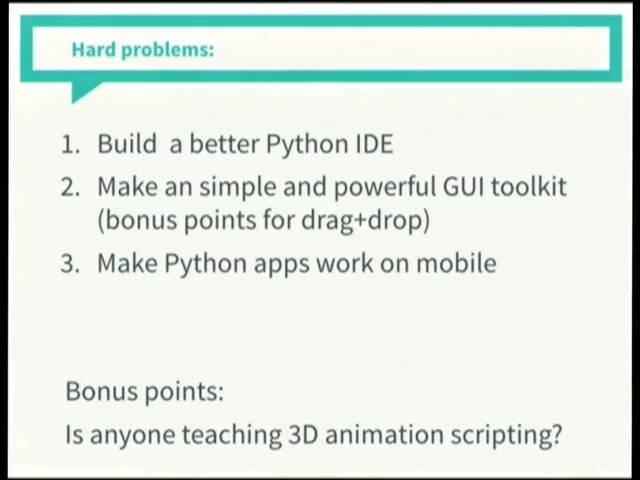 Hard problems:
1. Build a better Python IDE
2. Make an simple and powerful GUI toolkit
(bonus points for drag+drop)
3. Make Python apps work on mobile
Bonus points:
Is anyone teaching 3D animation scripting?